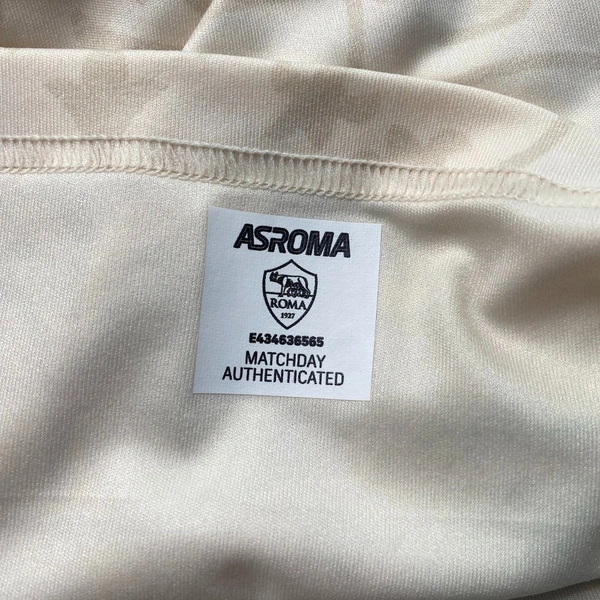 ASROMA
ROMA
1927
E434636565
MATCHDAY
AUTHENTICATED